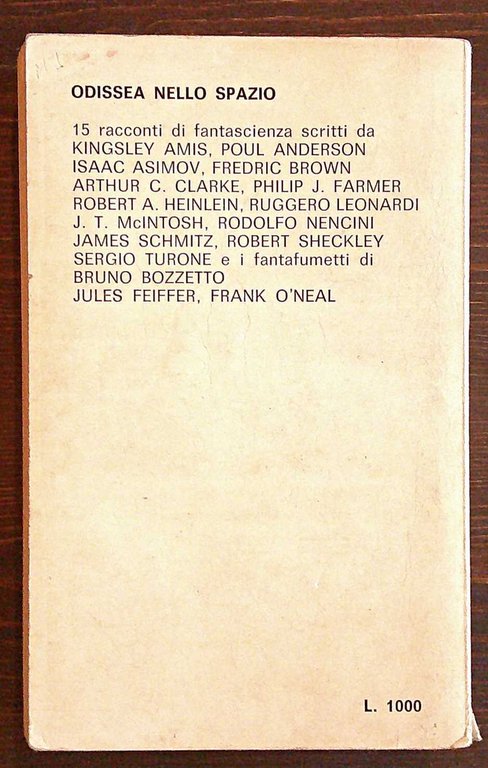 ODISSEA NELLO SPAZIO
15 racconti di fantascienza scritti da
KINGSLEY AMIS, POUL ANDERSON
ISAAC ASIMOV, FREDRIC BROWN
ARTHUR C. CLARKE, PHILIP J. FARMER
ROBERT A. HEINLEIN, RUGGERO LEONARDI
J. T. McINTOSH, RODOLFO NENCINI
JAMES SCHMITZ, ROBERT SHECKLEY
SERGIO TURONE e i fantafumetti di
BRUNO BOZZETTO
JULES FEIFFER, FRANK O'NEAL
L. 1000